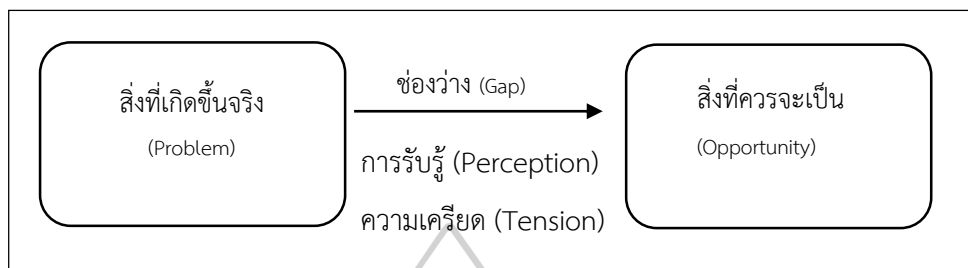 สิ่งที่เกิดขึ้นจริง
(Problem)
ช่องว่าง (Gap)
การรับรู้ (Perception)
ความเครียด (Tension)
สิ่งที่ควรจะเป็น
(Opportunity)